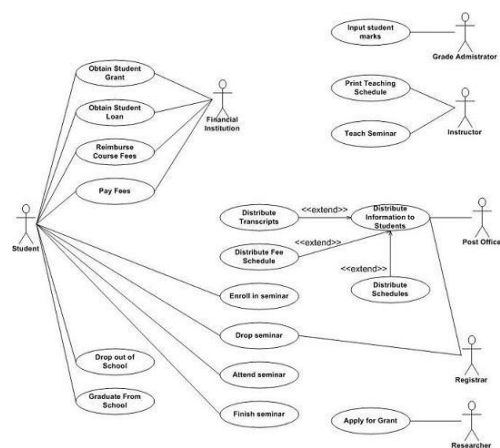 Input student
marks
Grade Admistrator
Obtain Student
Grant
Print Teaching
Schedule
Obtain Student
Loan
Financial
Institution
Instructor
Teach Seminar
Reimburse
Course Fees
Pay Fees
Student
Distribute
Transcripts
<<extend>>
Distribute
Information to
Students
Post Office
Distribute Fee
Schedule
<<extend>>
<<extend>>
Distribute
Schedules
Enroll in seminar
Drop seminar
Drop out of
School
Registrar
Attend seminar
Graduate From
School
Finish seminar
Apply for Grant
Researcher